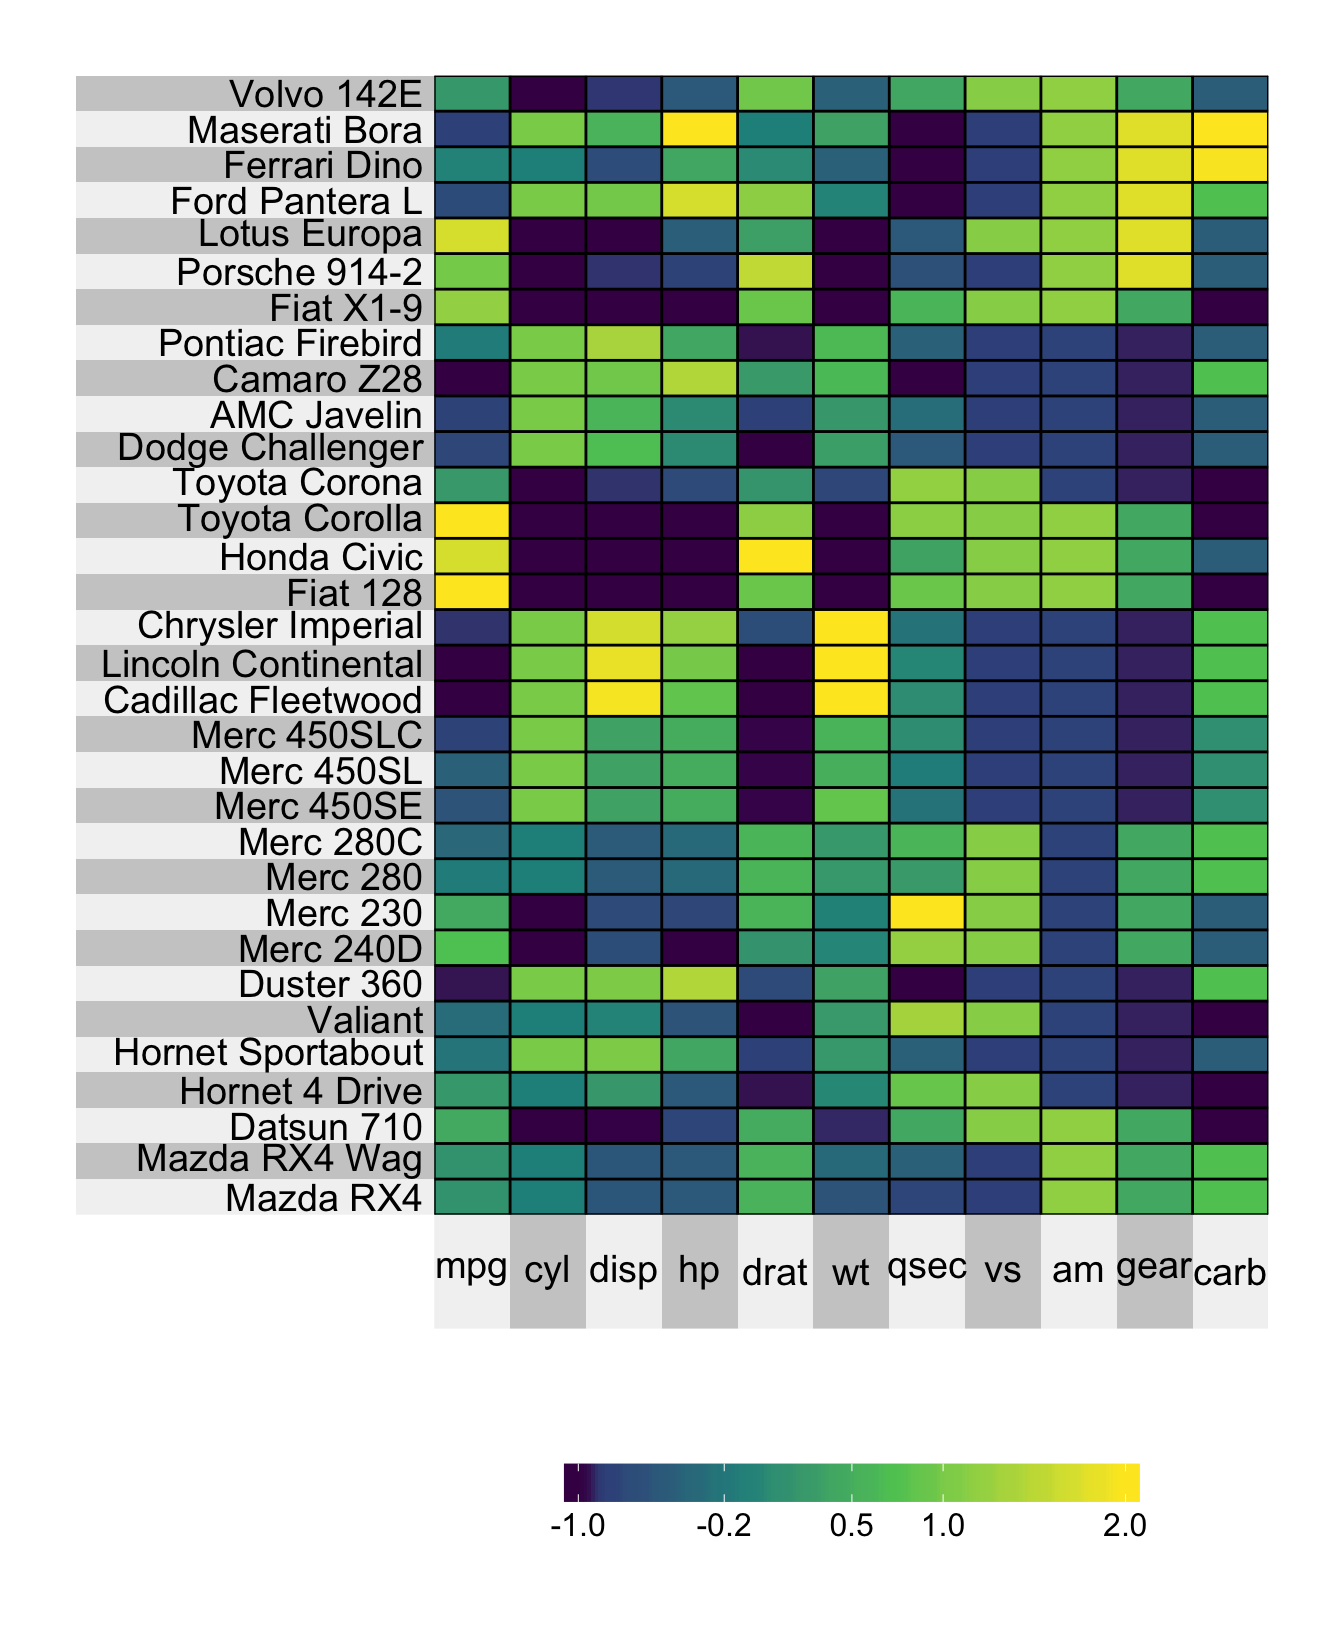 Volvo 142E
Maserati Bora
Ferrari Dino
Ford Pantera L
Lotus Europa
Porsche 914-2
Fiat X1-9
Pontiac Firebird
Camaro Z28
AMC Javelin
Dodge Challenger
Toyota Corona
Toyota Corolla
Honda Civic
Fiat 128
Chrysler Imperial
Lincoln Continental
Cadillac Fleetwood
Merc 450SLC
Merc 450SL
Merc 450SE
Merc 280C
Merc 280
Merc 230
Merc 240D
Duster 360
Valiant
Hornet Sportabout
Hornet 4 Drive
Datsun 710
Mazda RX4 Wag
Mazda RX4
mpg cyl disp hp drat wt qsec vs am gear carb
-1.0 -0.2 0.5 1.0 2.0